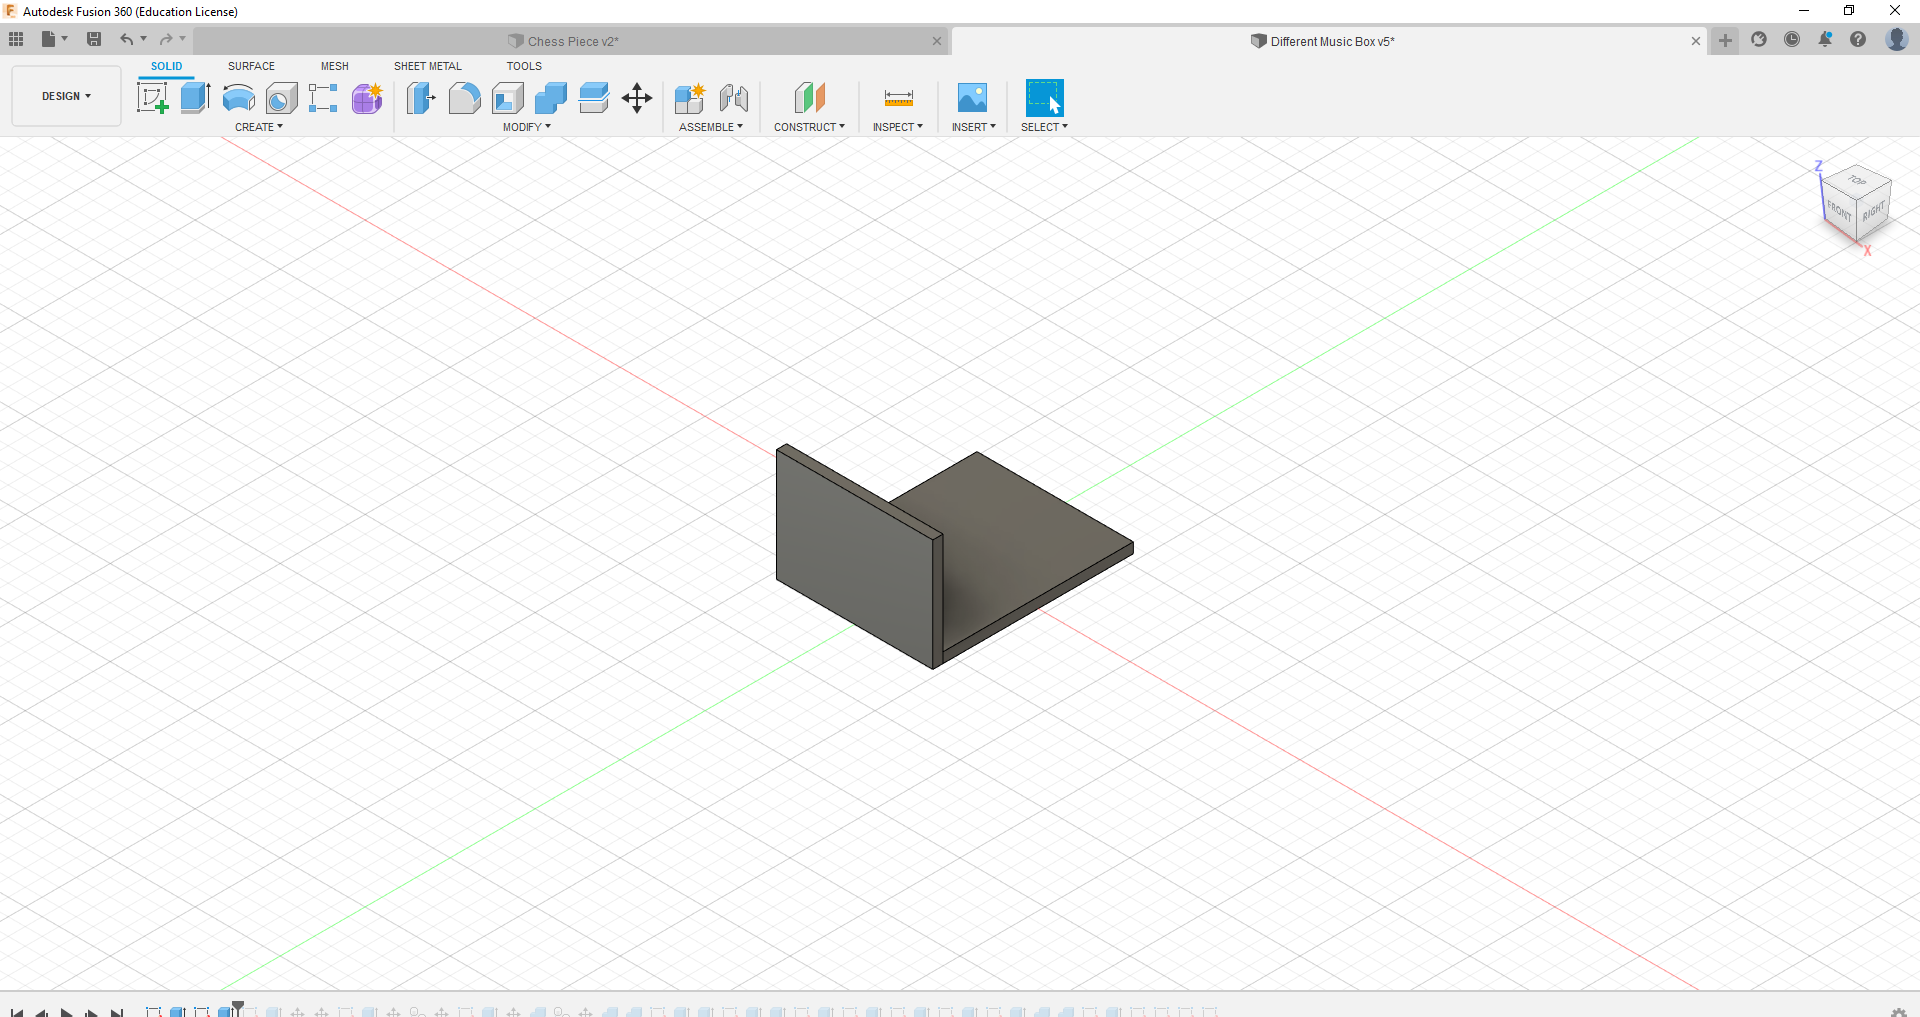 Autodesk Fusion 360 (Education License)
Chess Piece v2*
Different Music Box v5*
SOLID SURFACE MESH SHEET METAL TOOLS
DESIGN
CREATE MODIFY ASSEMBLE CONSTRUCT INSPECT INSERT SELECT
Z
TOP
FRONT RIGHT
X